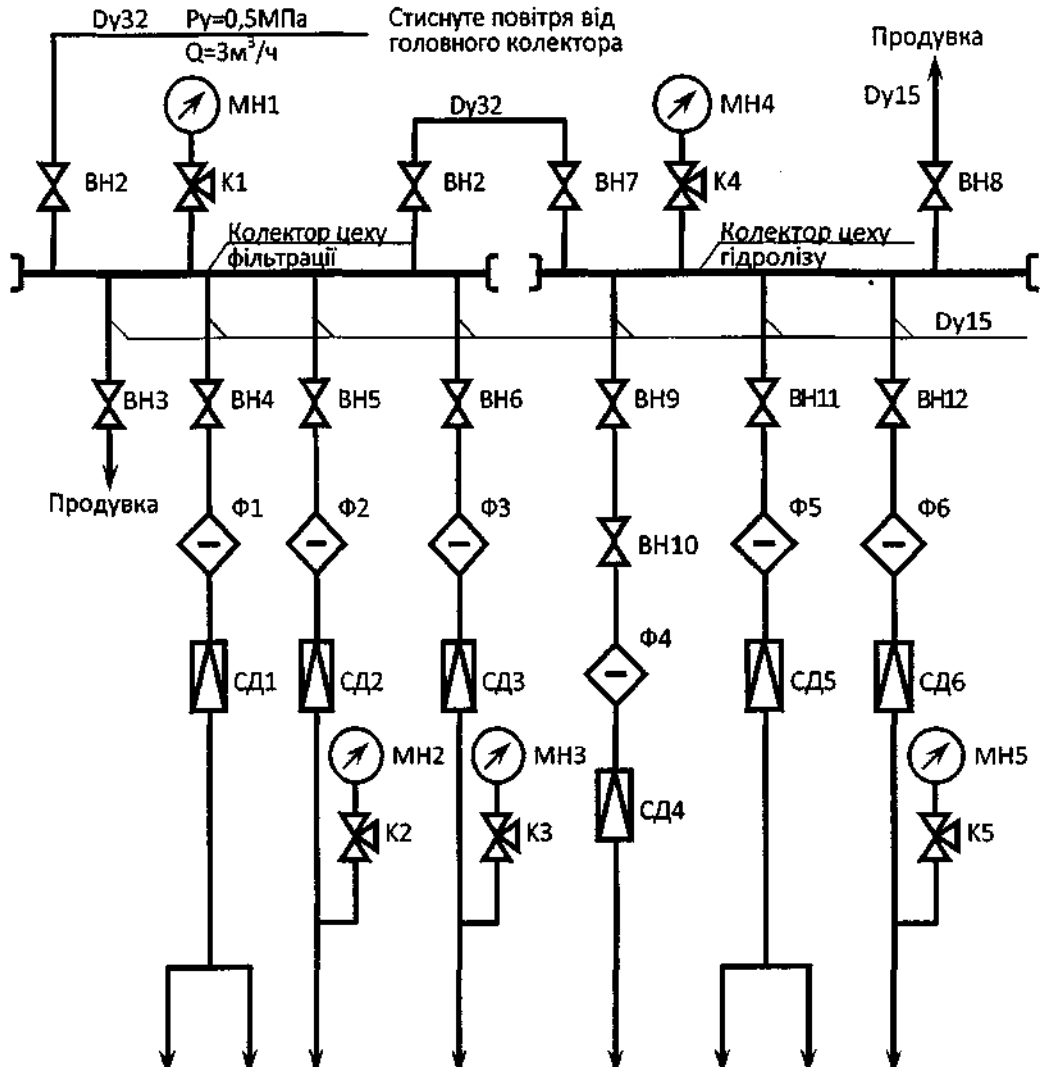 Dy32 Py=0,5МПа
Q=3м³/ч
Стиснуте повітря від
головного колектора
Продувка
Dy15
МН1
Dy32
МН4
ВН2
К1
ВН2
ВН7
К4
ВН8
Колектор цеху
фільтрації
Колектор цеху
гідролізу
Dy15
ВН3
ВН4
ВН5
ВН6
ВН9
ВН11
ВН12
Продувка
Ф1
Ф2
Ф3
ВН10
Ф5
Ф6
Ф4
СД1
СД2
СД3
СД5
СД6
МН2
МН3
СД4
МН5
К2
К3
К5